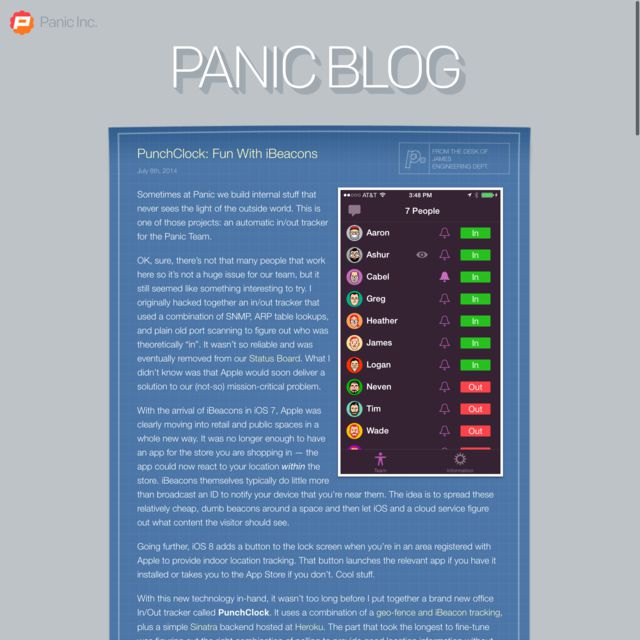 Panic Inc.
PANIC BLOG
PunchClock: Fun With iBeacons
July 8th, 2014
FROM THE DESK OF
JAMES
ENGINEERING DEPT.
Sometimes at Panic we build internal stuff that
never sees the light of the outside world. This is
one of those projects: an automatic in/out tracker
for the Panic Team.
OK, sure, there's not that many people that work
here so it's not a huge issue for our team, but it
still seemed like something interesting to try. I
originally hacked together an in/out tracker that
used a combination of SNMP, ARP table lookups,
and plain old port scanning to figure out who was
theoretically “in”. It wasn't so reliable and was
eventually removed from our Status Board. What I
didn't know was that Apple would soon deliver a
solution to our (not-so) mission-critical problem.
With the arrival of iBeacons in iOS 7, Apple was
clearly moving into retail and public spaces in a
whole new way. It was no longer enough to have
an app for the store you are shopping in — the
app could now react to your location within the
store. iBeacons themselves typically do little more
than broadcast an ID to notify your device that you're near them. The idea is to spread these
relatively cheap, dumb beacons around a space and then let iOS and a cloud service figure
out what content the visitor should see.
AT&T 3:48 PM
7 People
Aaron In
Ashur In
Cabel In
Greg In
Heather In
James In
Logan In
Neven Out
Tim Out
Wade Out
Team Information
Going further, iOS 8 adds a button to the lock screen when you're in an area registered with
Apple to provide indoor location tracking. That button launches the relevant app if you have it
installed or takes you to the App Store if you don't. Cool stuff.
With this new technology in-hand, it wasn't too long before I put together a brand new office
In/Out tracker called PunchClock. It uses a combination of a geo-fence and iBeacon tracking,
plus a simple Sinatra backend hosted at Heroku. The part that took the longest to fine-tune
was figuring out the right combination of polling to provide good location information without